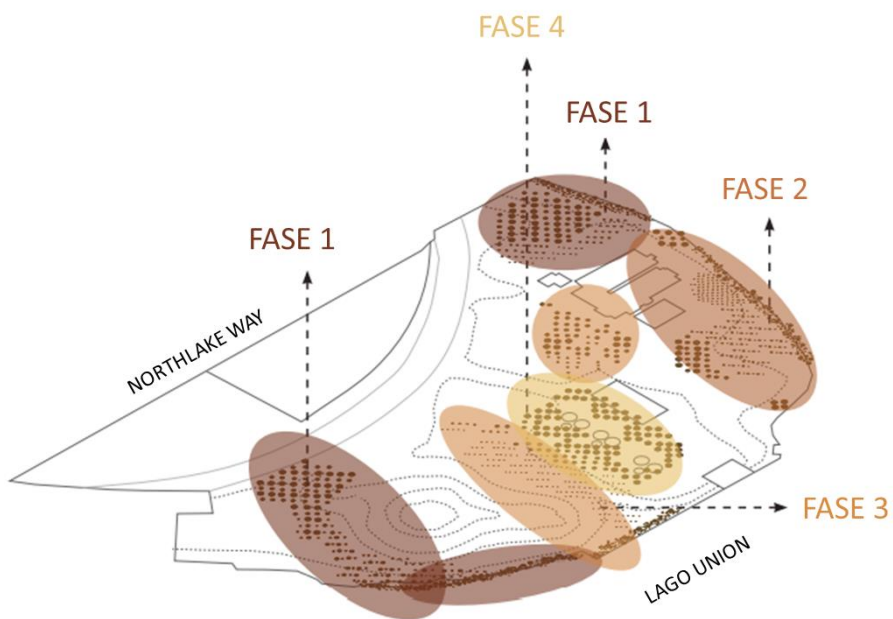 FASE 4
FASE 1
FASE 2
FASE 1
NORTHLAKE WAY
FASE 3
LAGO UNION